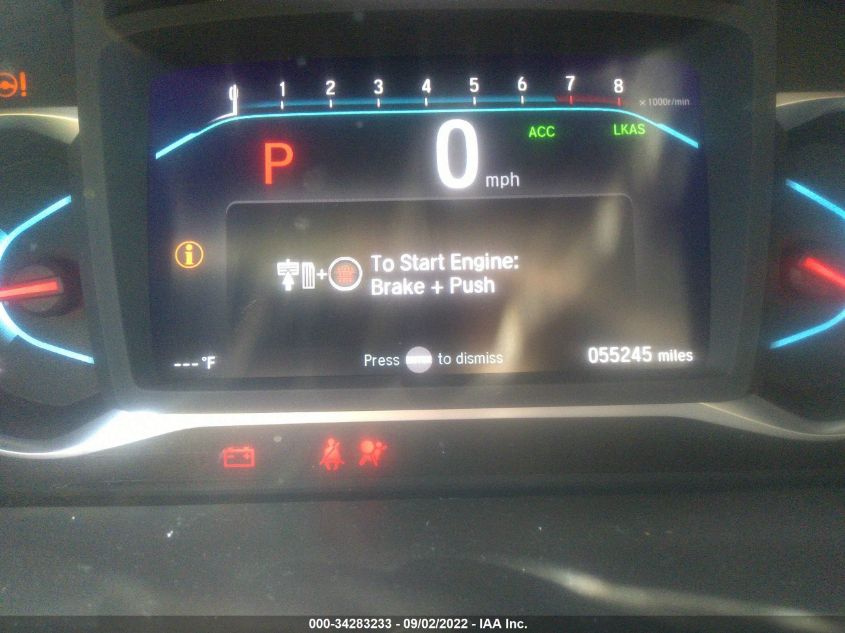 0 1 2 3 4 5 6 7 8
x 1000r/min
ACC LKAS
P 0 mph
To Start Engine:
Brake + Push
Press ENTER to dismiss
---°F
055245 miles
000-34283233 - 09/02/2022 - IAA Inc.